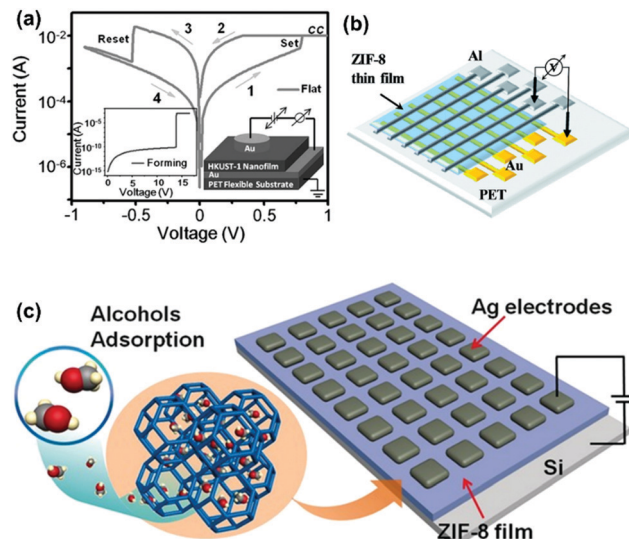 (a)
10⁻²
10⁻⁴
10⁻⁶
Current (A)
Reset
3
2
cc
Set
Flat
4
1
Current (A)
10⁻⁵
10⁻¹⁰
10⁻¹⁵
Forming
0 5 10 15
Voltage (V)
Au
HKUST-1 Nanofilm
Au
PET Flexible Substrate
-1 -0.5 0 0.5 1
Voltage (V)
(b)
ZIF-8
thin film
Al
V
Au
PET
(c)
Alcohols
Adsorption
Ag electrodes
Si
ZIF-8 film